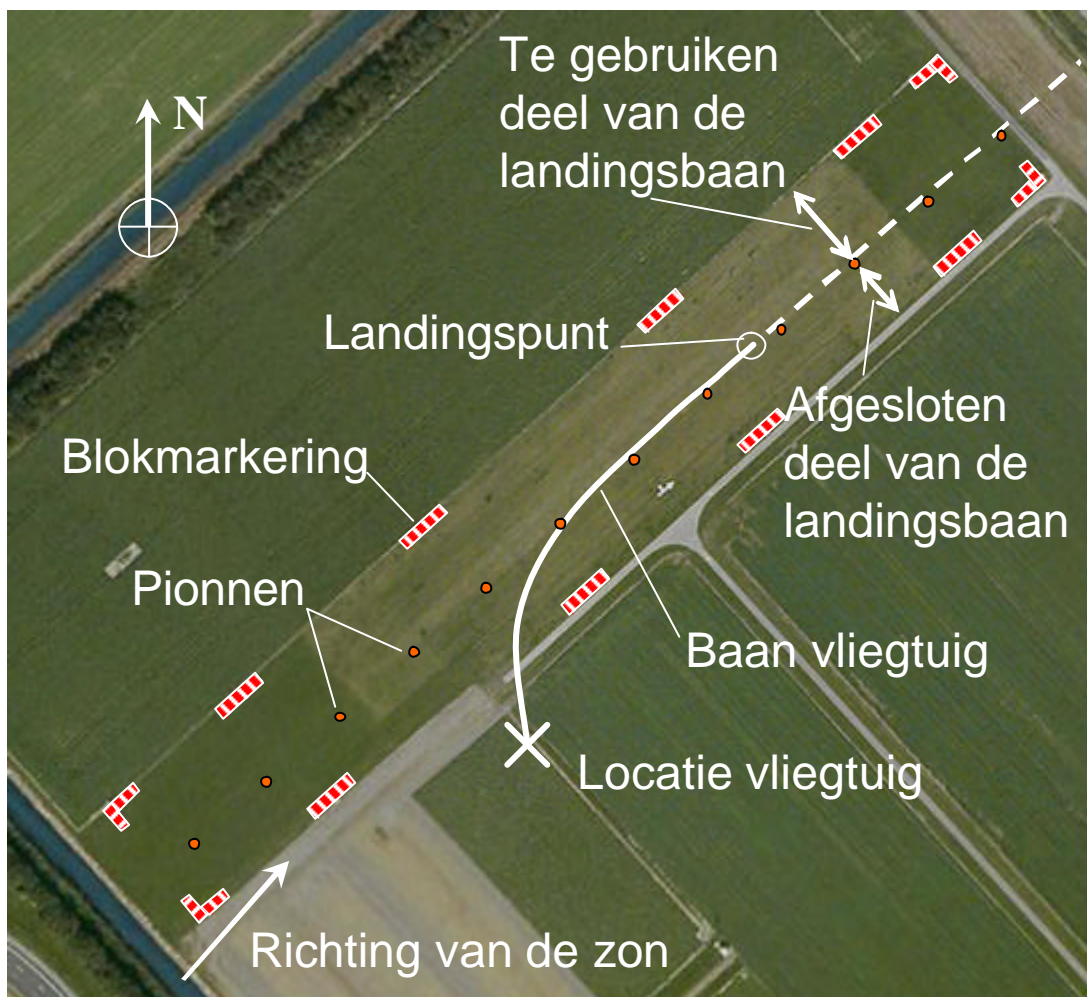 Te gebruiken
deel van de
landingsbaan
N
Landingspunt
Afgesloten
deel van de
landingsbaan
Blokmarkering
Pionnen
Baan vliegtuig
Locatie vliegtuig
Richting van de zon